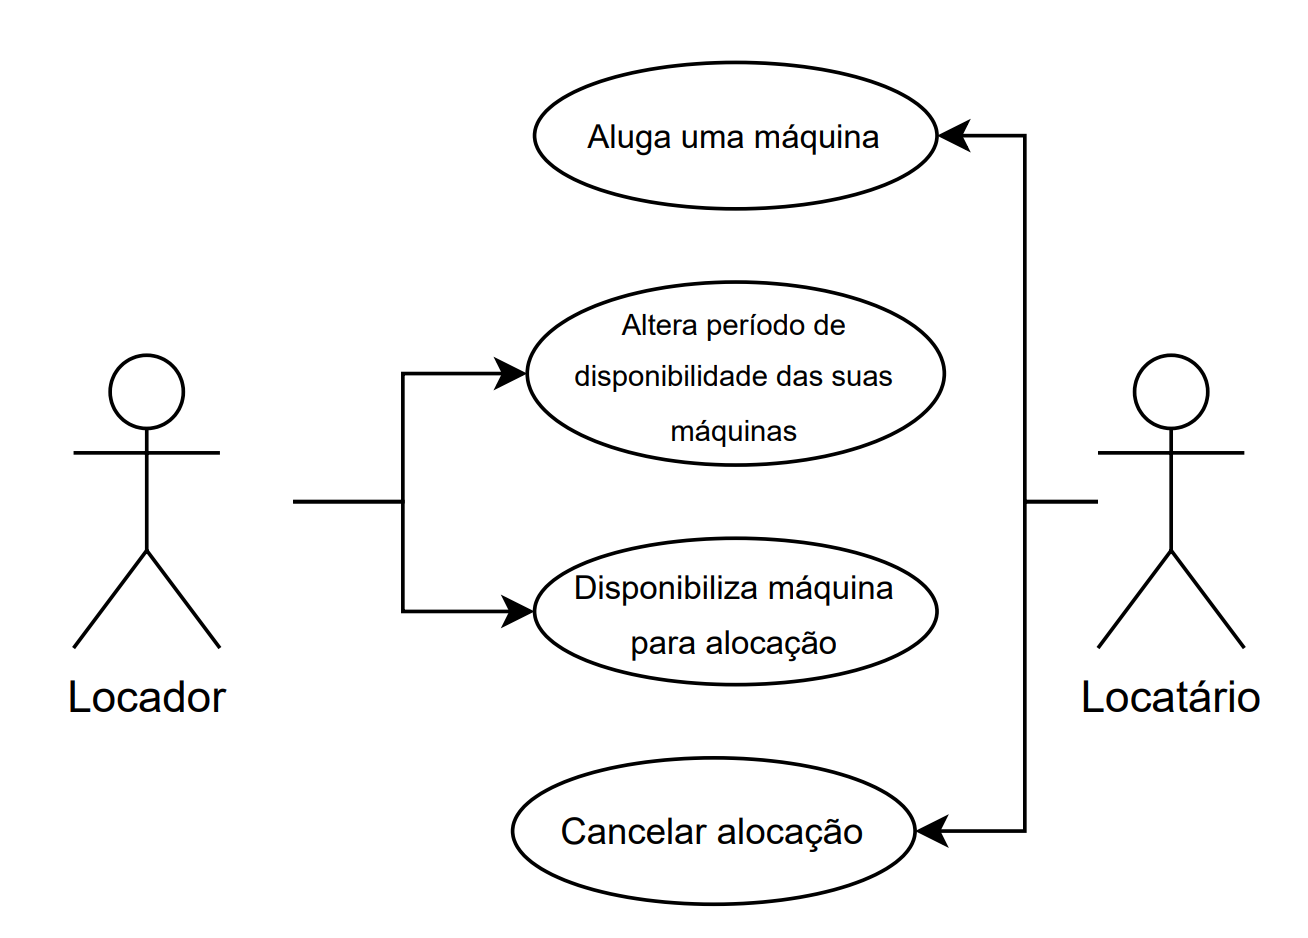 Aluga uma máquina
Altera período de
disponibilidade das suas
máquinas
Disponibiliza máquina
para alocação
Locador
Locatário
Cancelar alocação